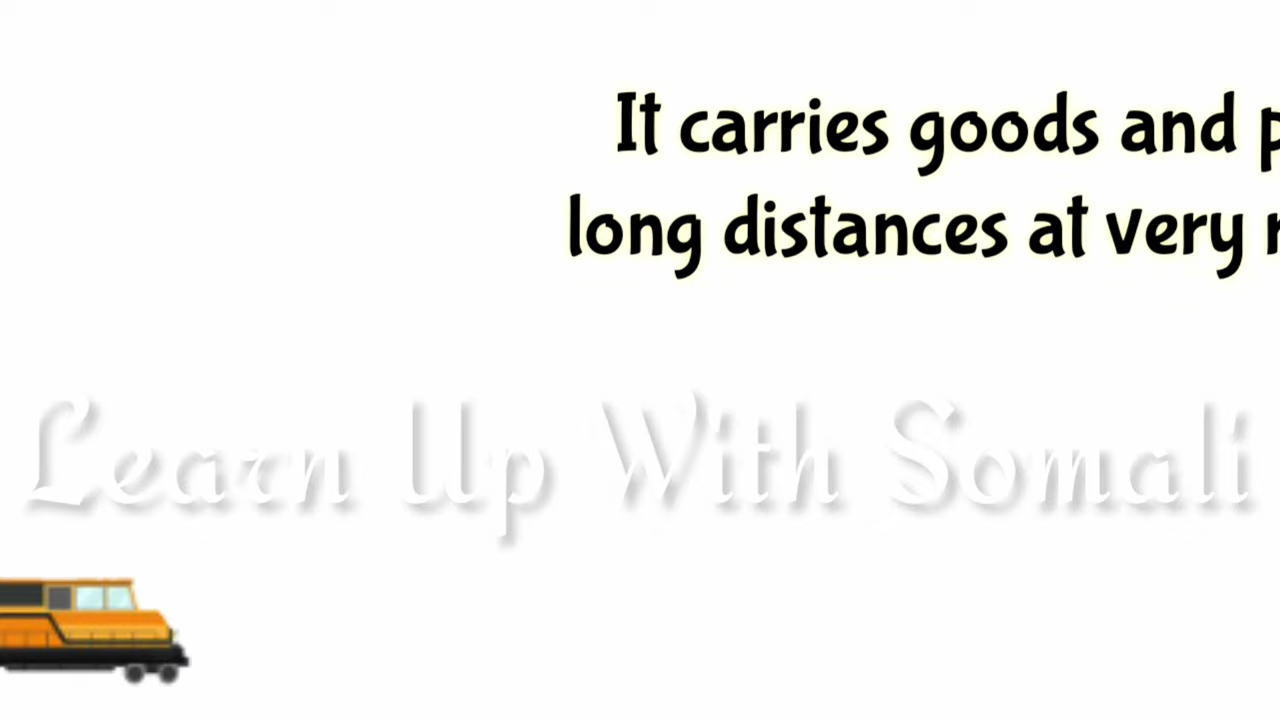 It carries goods and
long distances at very
Learn Up With Somali